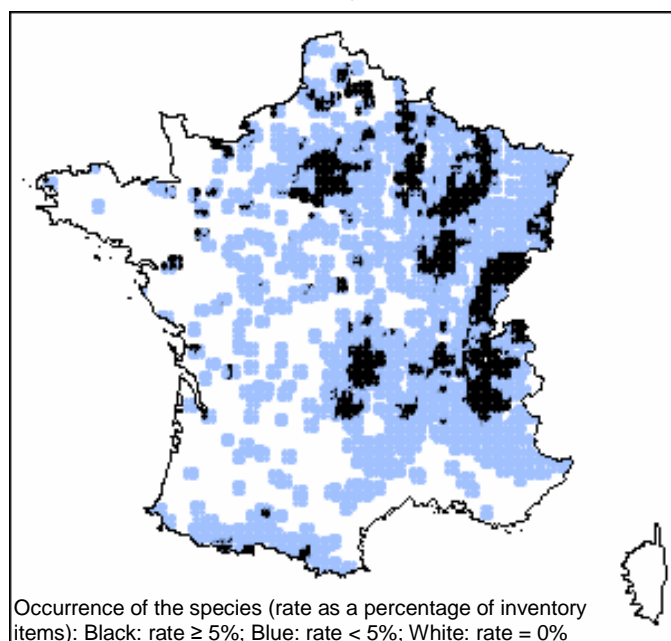 Occurrence of the species (rate as a percentage of inventory
items): Black: rate ≥ 5%; Blue: rate < 5%; White: rate = 0%